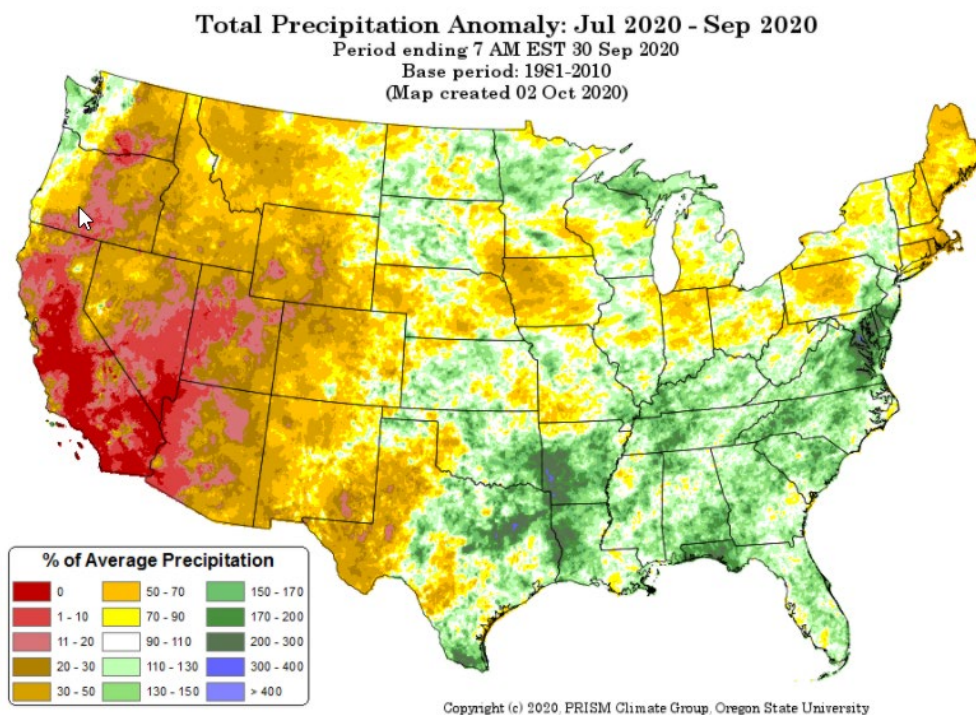 Total Precipitation Anomaly: Jul 2020 - Sep 2020
Period ending 7 AM EST 30 Sep 2020
Base period: 1981-2010
(Map created 02 Oct 2020)
% of Average Precipitation
0
1 - 10
11 - 20
20 - 30
30 - 50
50 - 70
70 - 90
90 - 110
110 - 130
130 - 150
150 - 170
170 - 200
200 - 300
300 - 400
> 400
Copyright (c) 2020, PRISM Climate Group, Oregon State University